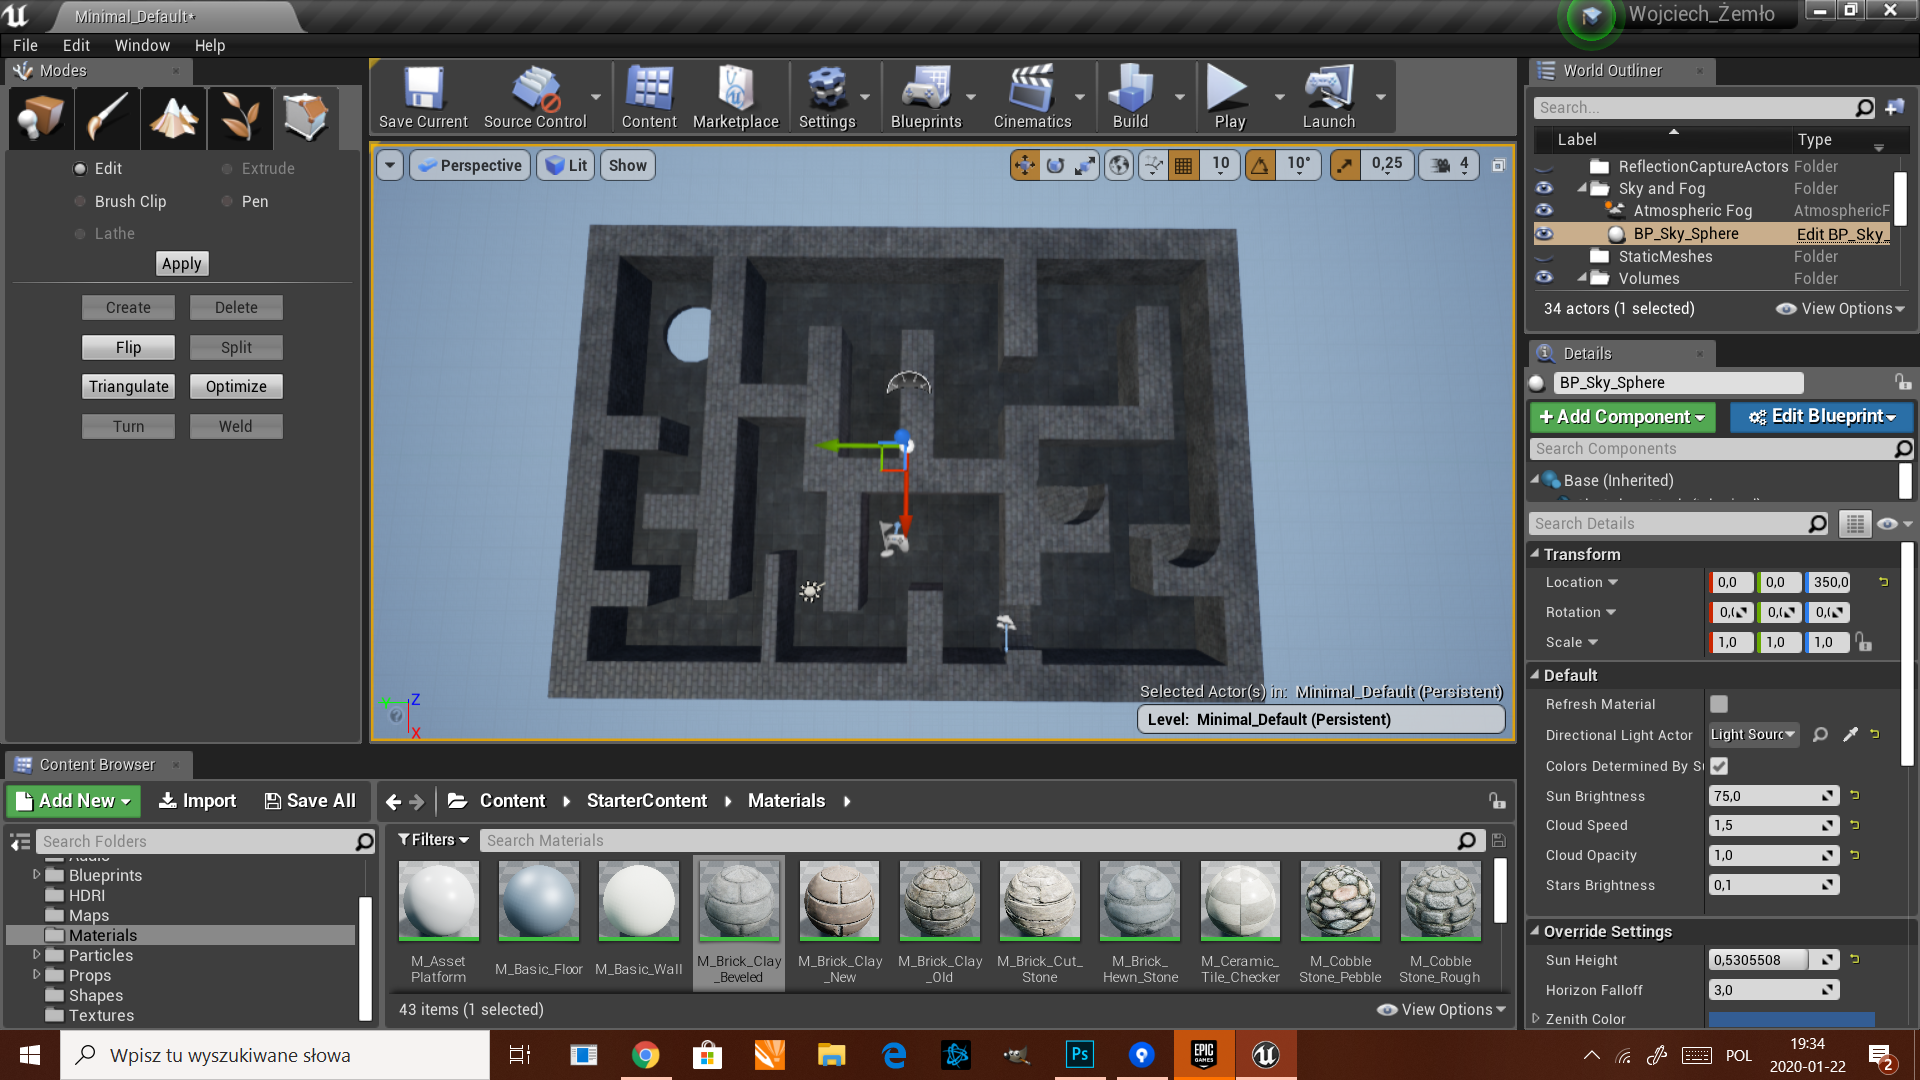 Minimal_Default*
Wojciech_Żemło
File Edit Window Help
Modes
Edit
Extrude
Brush Clip
Pen
Lathe
Apply
Create
Delete
Flip
Split
Triangulate
Optimize
Turn
Weld
Save Current
Source Control
Content
Marketplace
Settings
Blueprints
Cinematics
Build
Play
Launch
Perspective
Lit
Show
10
10°
0,25
4
Z
X
Selected Actor(s) in: Minimal_Default (Persistent)
Level: Minimal_Default (Persistent)
World Outliner
Search...
Label
Type
ReflectionCaptureActors Folder
Sky and Fog Folder
Atmospheric Fog AtmosphericF
BP_Sky_Sphere Edit BP_Sky_
StaticMeshes Folder
Volumes Folder
34 actors (1 selected)
View Options
Details
BP_Sky_Sphere
+ Add Component
Edit Blueprint
Search Components
Base (Inherited)
Search Details
Transform
Location 0,0 0,0 350,0
Rotation 0,( 0,( 0,(
Scale 1,0 1,0 1,0
Default
Refresh Material
Directional Light Actor Light Sourc
Colors Determined By S
Sun Brightness 75,0
Cloud Speed 1,5
Cloud Opacity 1,0
Stars Brightness 0,1
Override Settings
Sun Height 0,5305508
Horizon Falloff 3,0
Zenith Color
Content Browser
Add New
Import
Save All
Content
StarterContent
Materials
Search Folders
Audio
Blueprints
HDRI
Maps
Materials
Particles
Props
Shapes
Textures
Filters
Search Materials
M_Asset Platform
M_Basic_Floor
M_Basic_Wall
M_Brick_Clay_Beveled
M_Brick_Clay_New
M_Brick_Clay_Old
M_Brick_Cut_Stone
M_Brick_Hewn_Stone
M_Ceramic_Tile_Checker
M_Cobble Stone_Pebble
M_Cobble Stone_Rough
43 items (1 selected)
View Options
Wpisz tu wyszukiwane słowa
Ps
EPIC GAMES
POL
19:34
2020-01-22
2